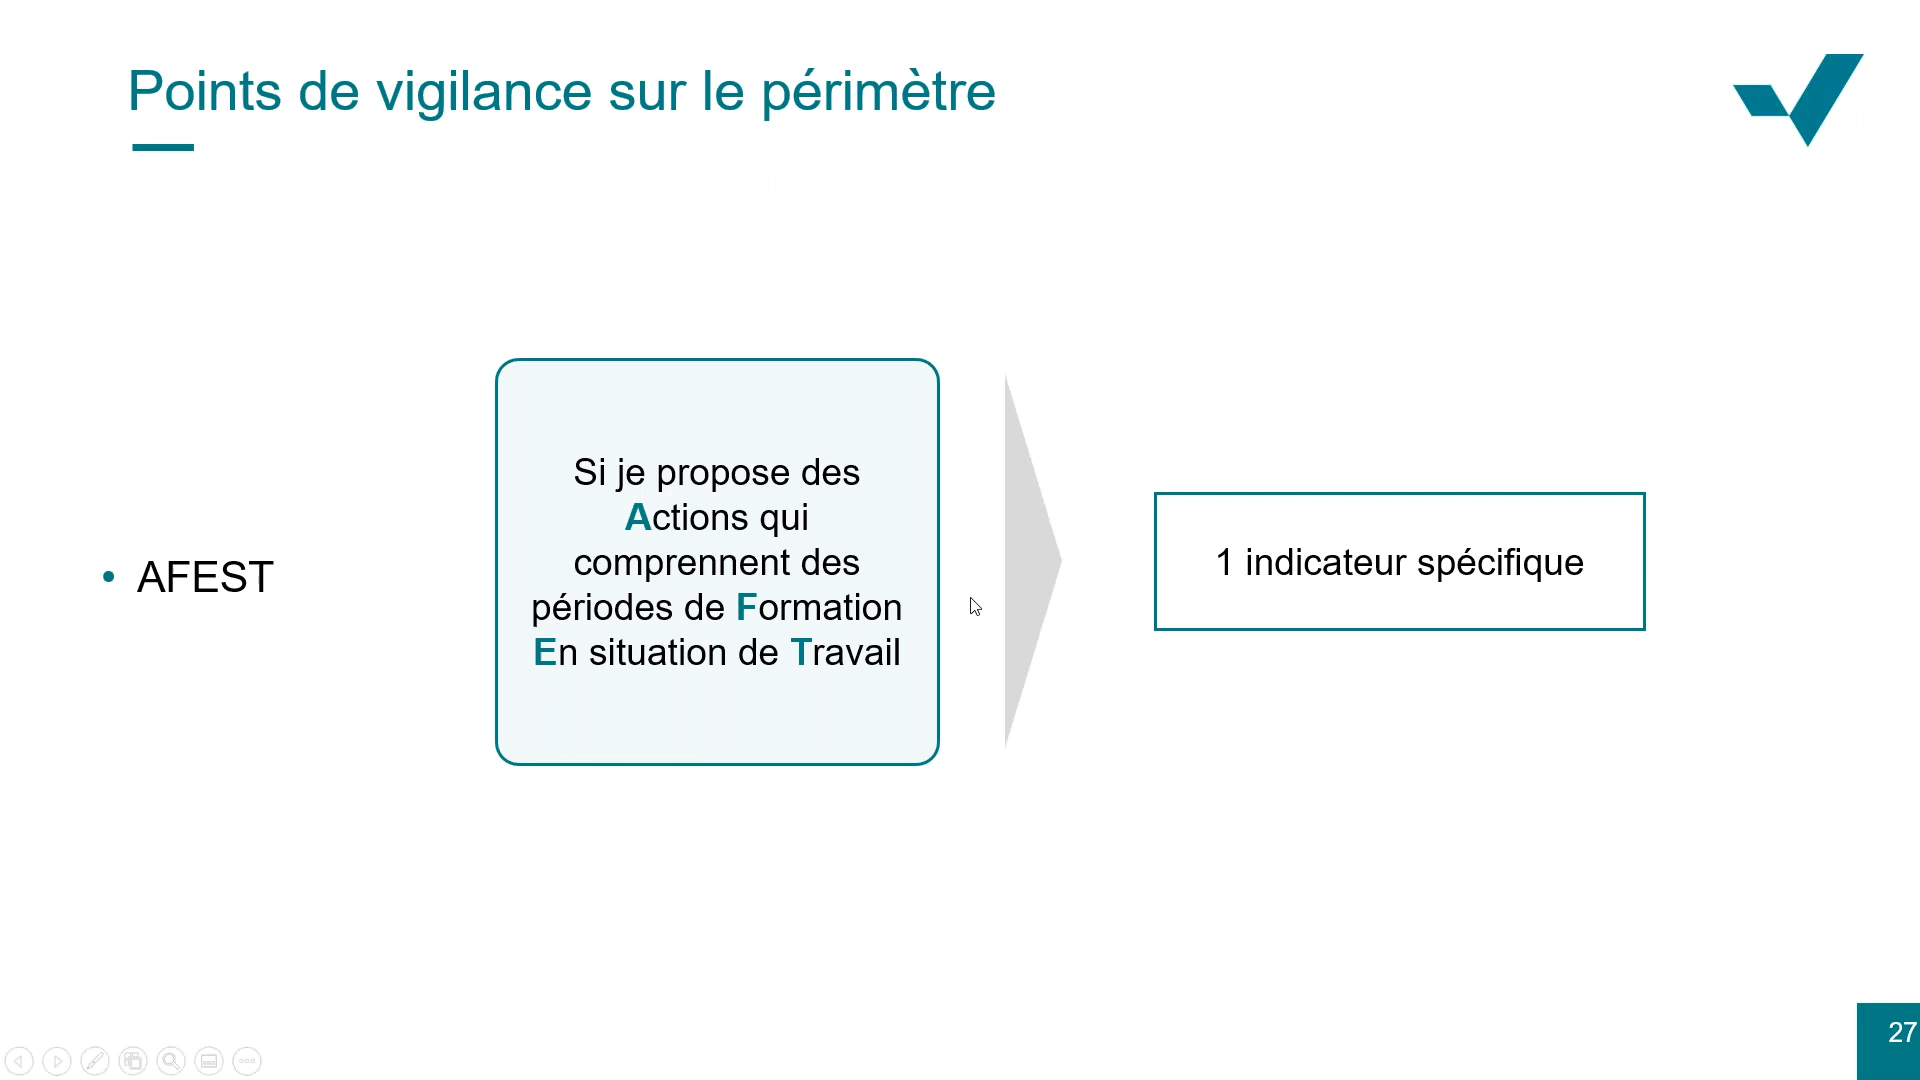 Points de vigilance sur le périmètre
• AFEST
Si je propose des
Actions qui
comprennent des
périodes de Formation
En situation de Travail
1 indicateur spécifique
27